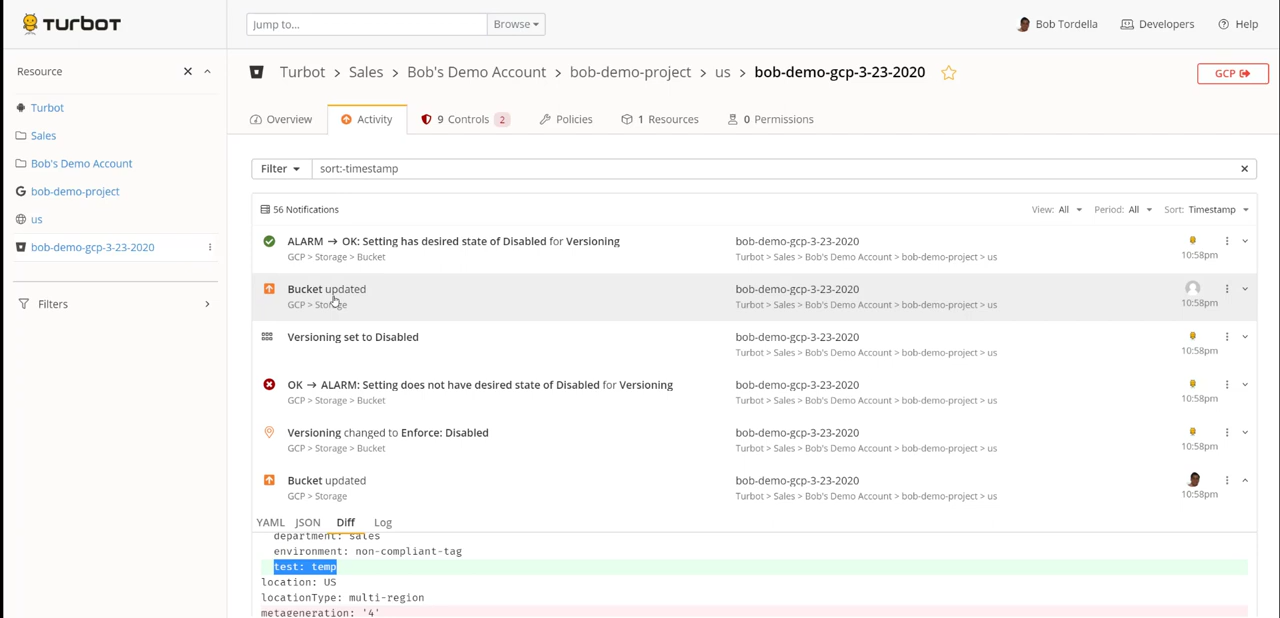 TURBOT
Jump to...
Browse
Bob Tordella
Developers
Help
Resource
Turbot
Sales
Bob's Demo Account
bob-demo-project
us
bob-demo-gcp-3-23-2020
Filters
Turbot > Sales > Bob's Demo Account > bob-demo-project > us > bob-demo-gcp-3-23-2020
GCP
Overview
Activity
9 Controls 2
Policies
1 Resources
0 Permissions
Filter
sort:-timestamp
56 Notifications
View: All
Period: All
Sort: Timestamp
ALARM → OK: Setting has desired state of Disabled for Versioning
GCP > Storage > Bucket
bob-demo-gcp-3-23-2020
Turbot > Sales > Bob's Demo Account > bob-demo-project > us
10:58pm
Bucket updated
GCP > Storage
bob-demo-gcp-3-23-2020
Turbot > Sales > Bob's Demo Account > bob-demo-project > us
10:58pm
Versioning set to Disabled
bob-demo-gcp-3-23-2020
Turbot > Sales > Bob's Demo Account > bob-demo-project > us
10:58pm
OK → ALARM: Setting does not have desired state of Disabled for Versioning
GCP > Storage > Bucket
bob-demo-gcp-3-23-2020
Turbot > Sales > Bob's Demo Account > bob-demo-project > us
10:58pm
Versioning changed to Enforce: Disabled
GCP > Storage > Bucket
bob-demo-gcp-3-23-2020
Turbot > Sales > Bob's Demo Account > bob-demo-project > us
10:58pm
Bucket updated
GCP > Storage
bob-demo-gcp-3-23-2020
Turbot > Sales > Bob's Demo Account > bob-demo-project > us
10:58pm
YAML JSON Diff Log
department: sales
environment: non-compliant-tag
test: temp
location: US
locationType: multi-region
metageneration: '4'